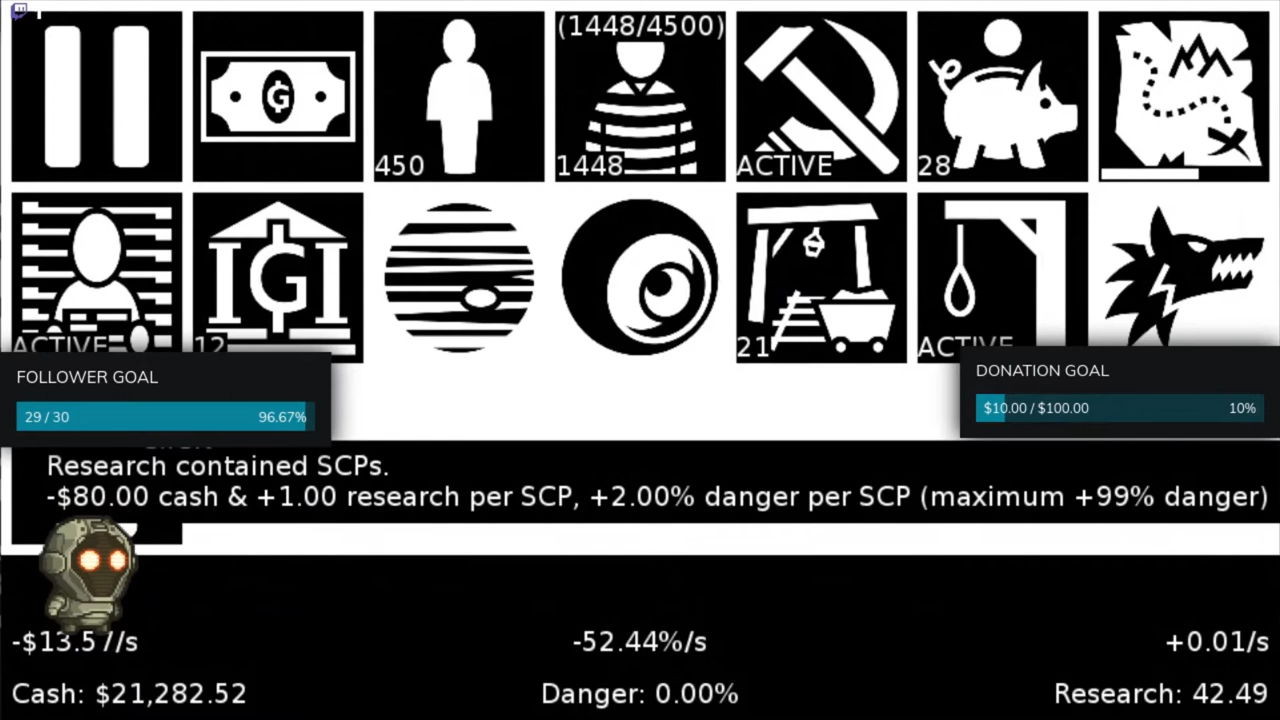 (1448/4500)
450
1448
ACTIVE
28
ACTIVE
12
21
ACTIVE
FOLLOWER GOAL
29 / 30 96.67%
DONATION GOAL
$10.00 / $100.00 10%
Research contained SCPs.
-$80.00 cash & +1.00 research per SCP, +2.00% danger per SCP (maximum +99% danger)
-52.44%/s
+0.01/s
Cash: $21,282.52
Danger: 0.00%
Research: 42.49